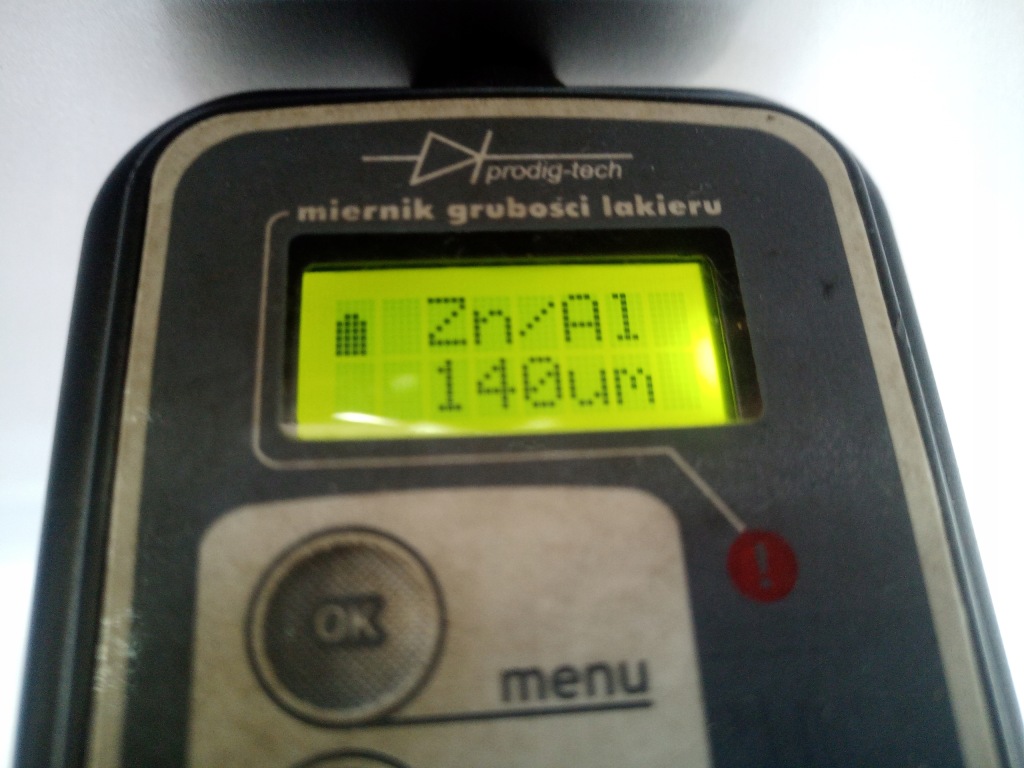 prodig-tech
miernik grubości lakieru
Zn/Al
140um
!
OK
menu